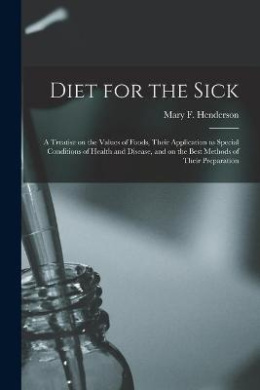 Diet for the Sick
Mary F. Henderson
A Treatise on the Values of Foods, Their Application to Special
Conditions of Health and Disease, and on the Best Methods of
Their Preparation